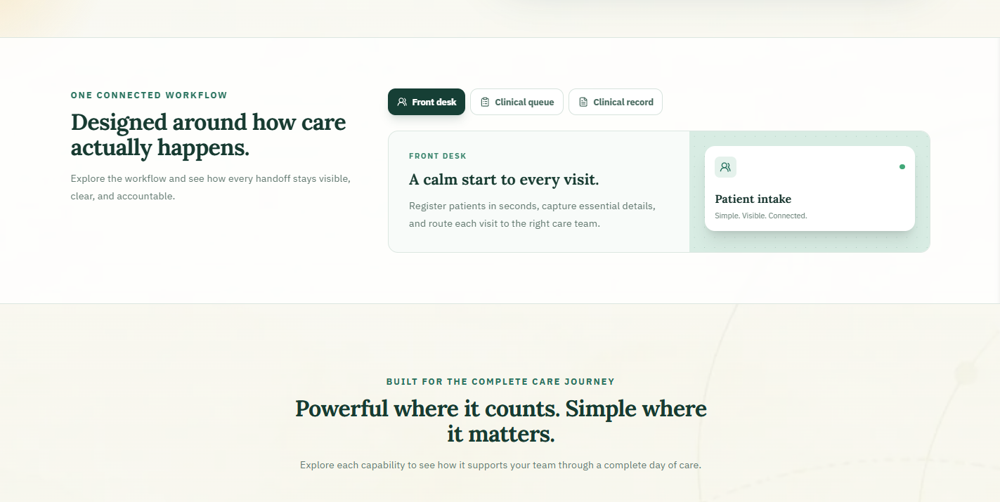 ONE CONNECTED WORKFLOW
Designed around how care
actually happens.
Explore the workflow and see how every handoff stays visible,
clear, and accountable.
Front desk
Clinical queue
Clinical record
FRONT DESK
A calm start to every visit.
Register patients in seconds, capture essential details,
and route each visit to the right care team.
Patient intake
Simple. Visible. Connected.
BUILT FOR THE COMPLETE CARE JOURNEY
Powerful where it counts. Simple where
it matters.
Explore each capability to see how it supports your team through a complete day of care.